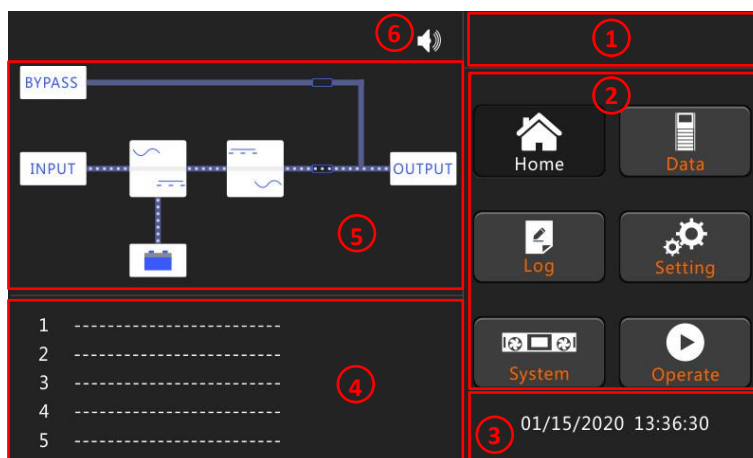 6
1
BYPASS
2
INPUT
OUTPUT
Home
Data
5
Log
Setting
1 --------------------------
2 --------------------------
3 --------------------------
4 --------------------------
5 --------------------------
4
System
Operate
3
01/15/2020 13:36:30